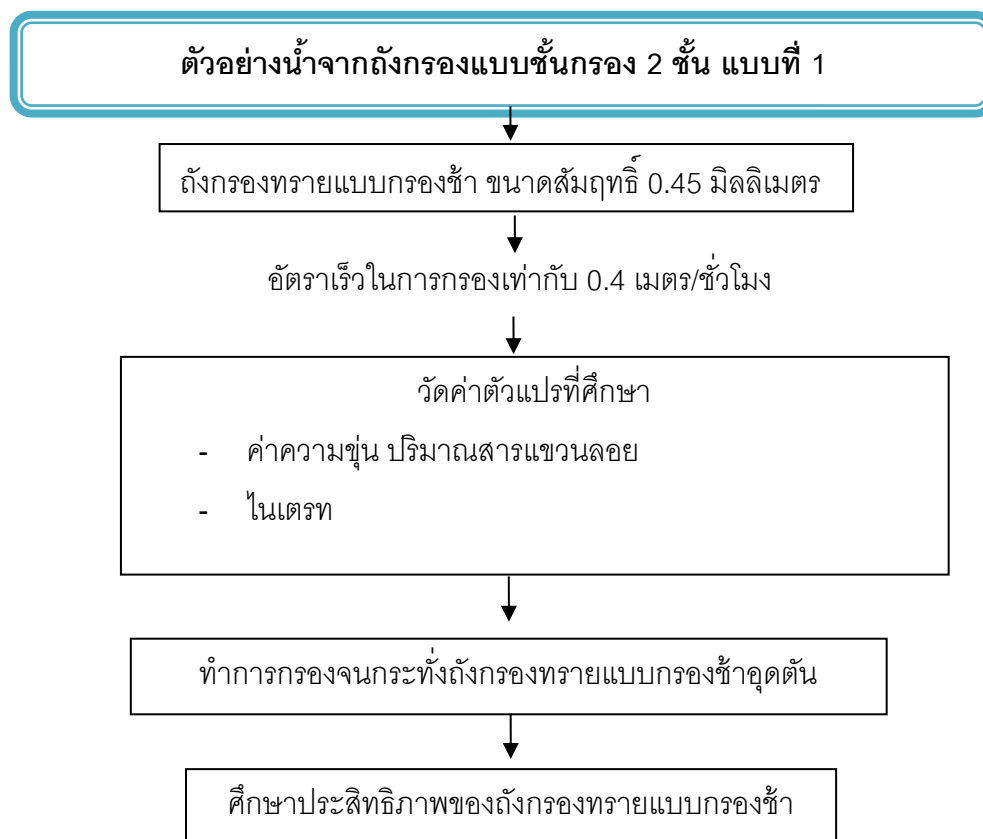 ตัวอย่างน้ำจากถังกรองแบบชั้นกรอง 2 ชั้น แบบที่ 1
ถังกรองทรายแบบกรองช้า ขนาดสัมฤทธิ์ 0.45 มิลลิเมตร
อัตราเร็วในการกรองเท่ากับ 0.4 เมตร/ชั่วโมง
วัดค่าตัวแปรที่ศึกษา
- ค่าความขุ่น ปริมาณสารแขวนลอย
- ไนเตรท
ทำการกรองจนกระทั่งถังกรองทรายแบบกรองช้าอุดตัน
ศึกษาประสิทธิภาพของถังกรองทรายแบบกรองช้า